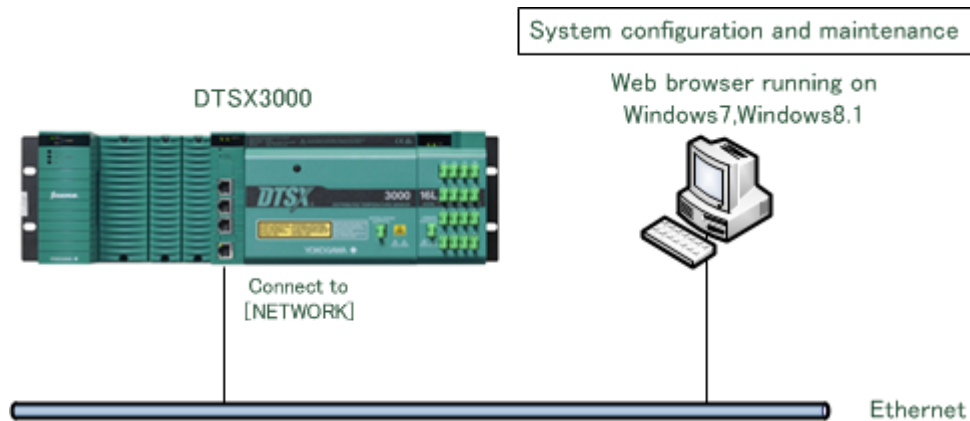 System configuration and maintenance
Web browser running on
Windows7,Windows8.1
DTSX3000
DTSX
3000
16L
YOKOGAWA
Connect to
[NETWORK]
Ethernet